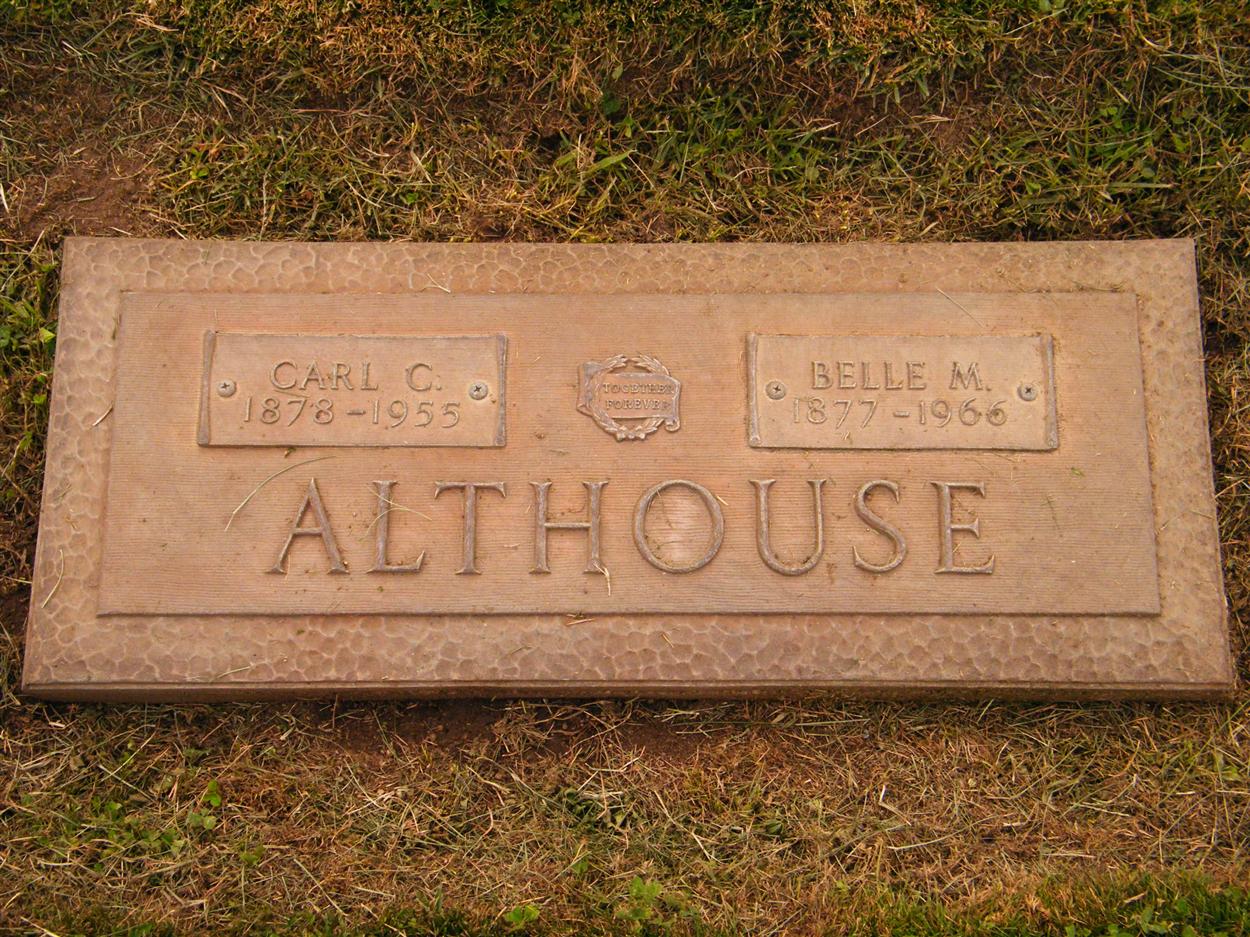 CARL C.
1878-1955
TOGETHER
FOREVER
BELLE M.
1877-1966
ALTHOUSE